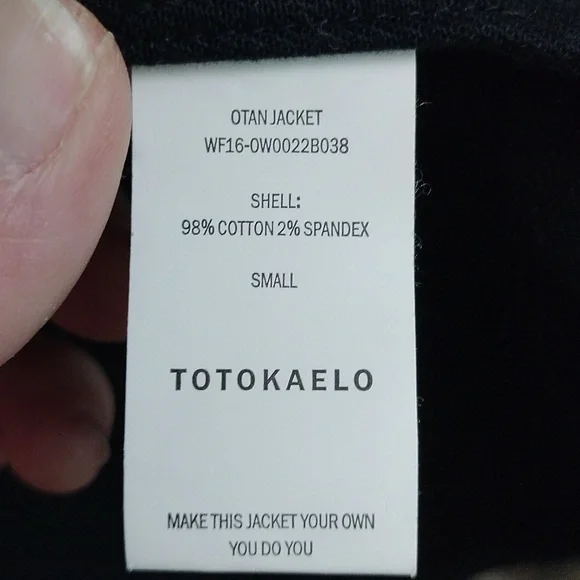 OTAN JACKET
WF16-0W0022B038
SHELL:
98% COTTON 2% SPANDEX
SMALL
TOTOKAELO
MAKE THIS JACKET YOUR OWN
YOU DO YOU